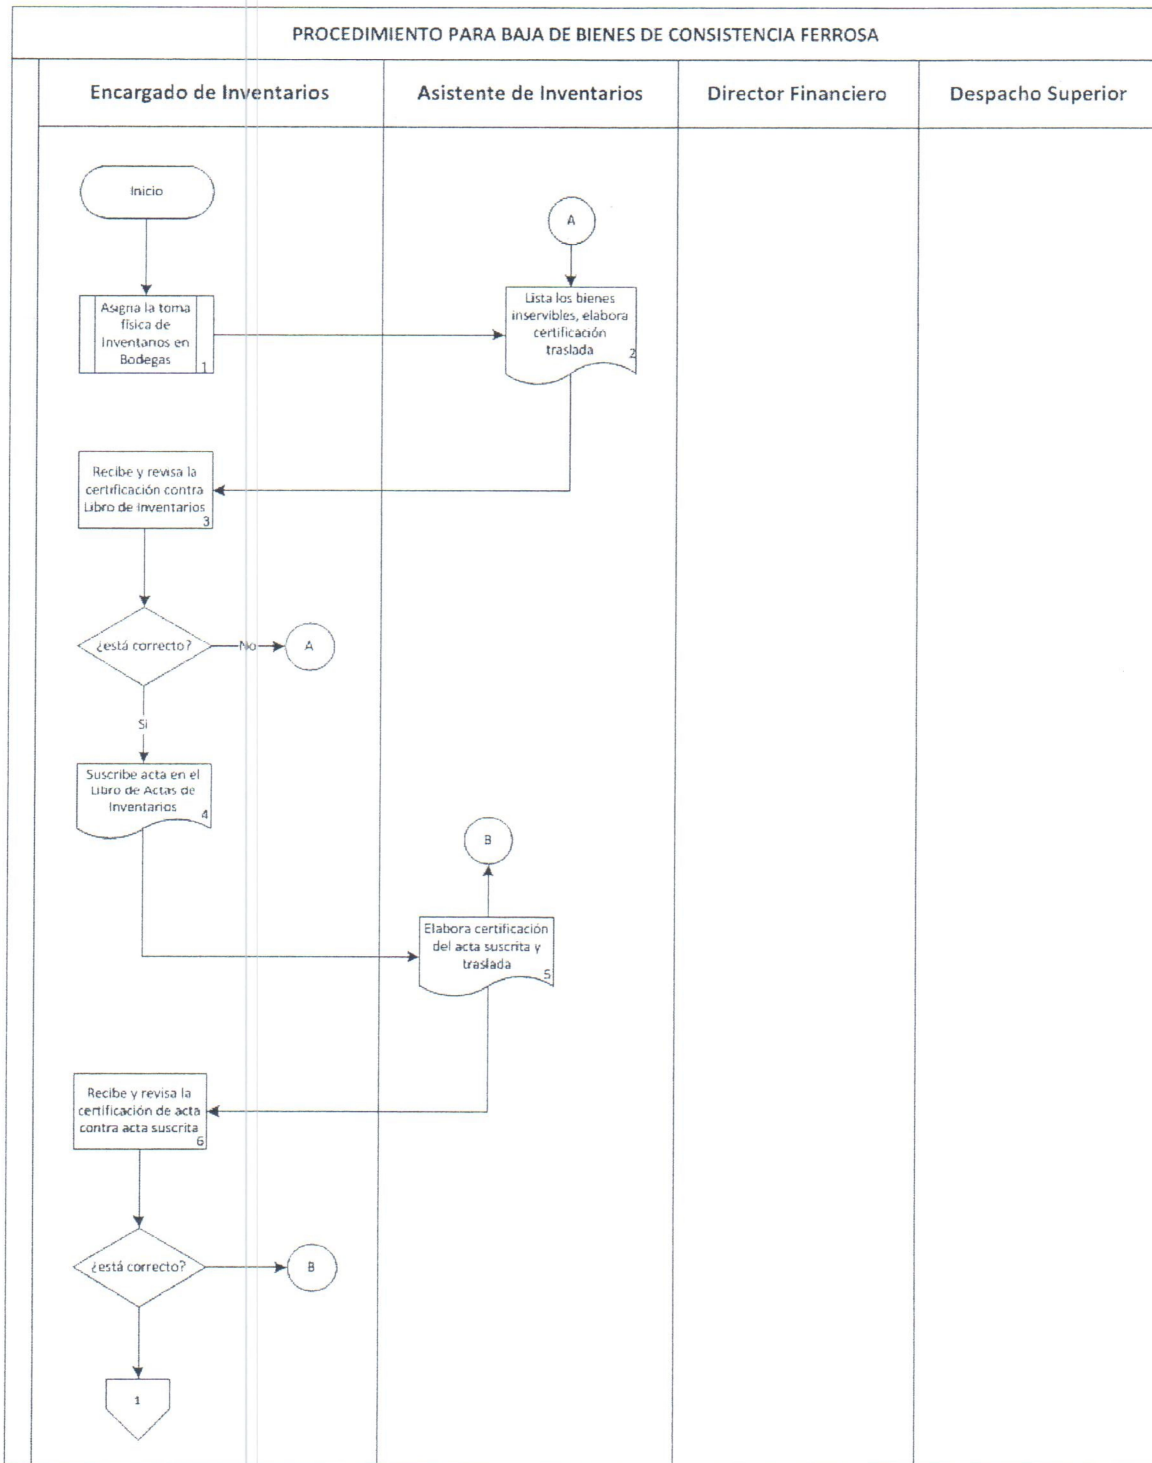 PROCEDIMIENTO PARA BAJA DE BIENES DE CONSISTENCIA FERROSA
Encargado de Inventarios
Asistente de Inventarios
Director Financiero
Despacho Superior
Inicio
A
Asigna la toma
física de
Inventarios en
Bodegas
1
Lista los bienes
inservibles, elabora
certificación
traslada
2
Recibe y revisa la
certificación contra
Libro de Inventarios
3
¿está correcto?
No
A
Si
Suscribe acta en el
Libro de Actas de
Inventarios
4
B
Elabora certificación
del acta suscrita y
traslada
5
Recibe y revisa la
certificación de acta
contra acta suscrita
6
¿está correcto?
B
1